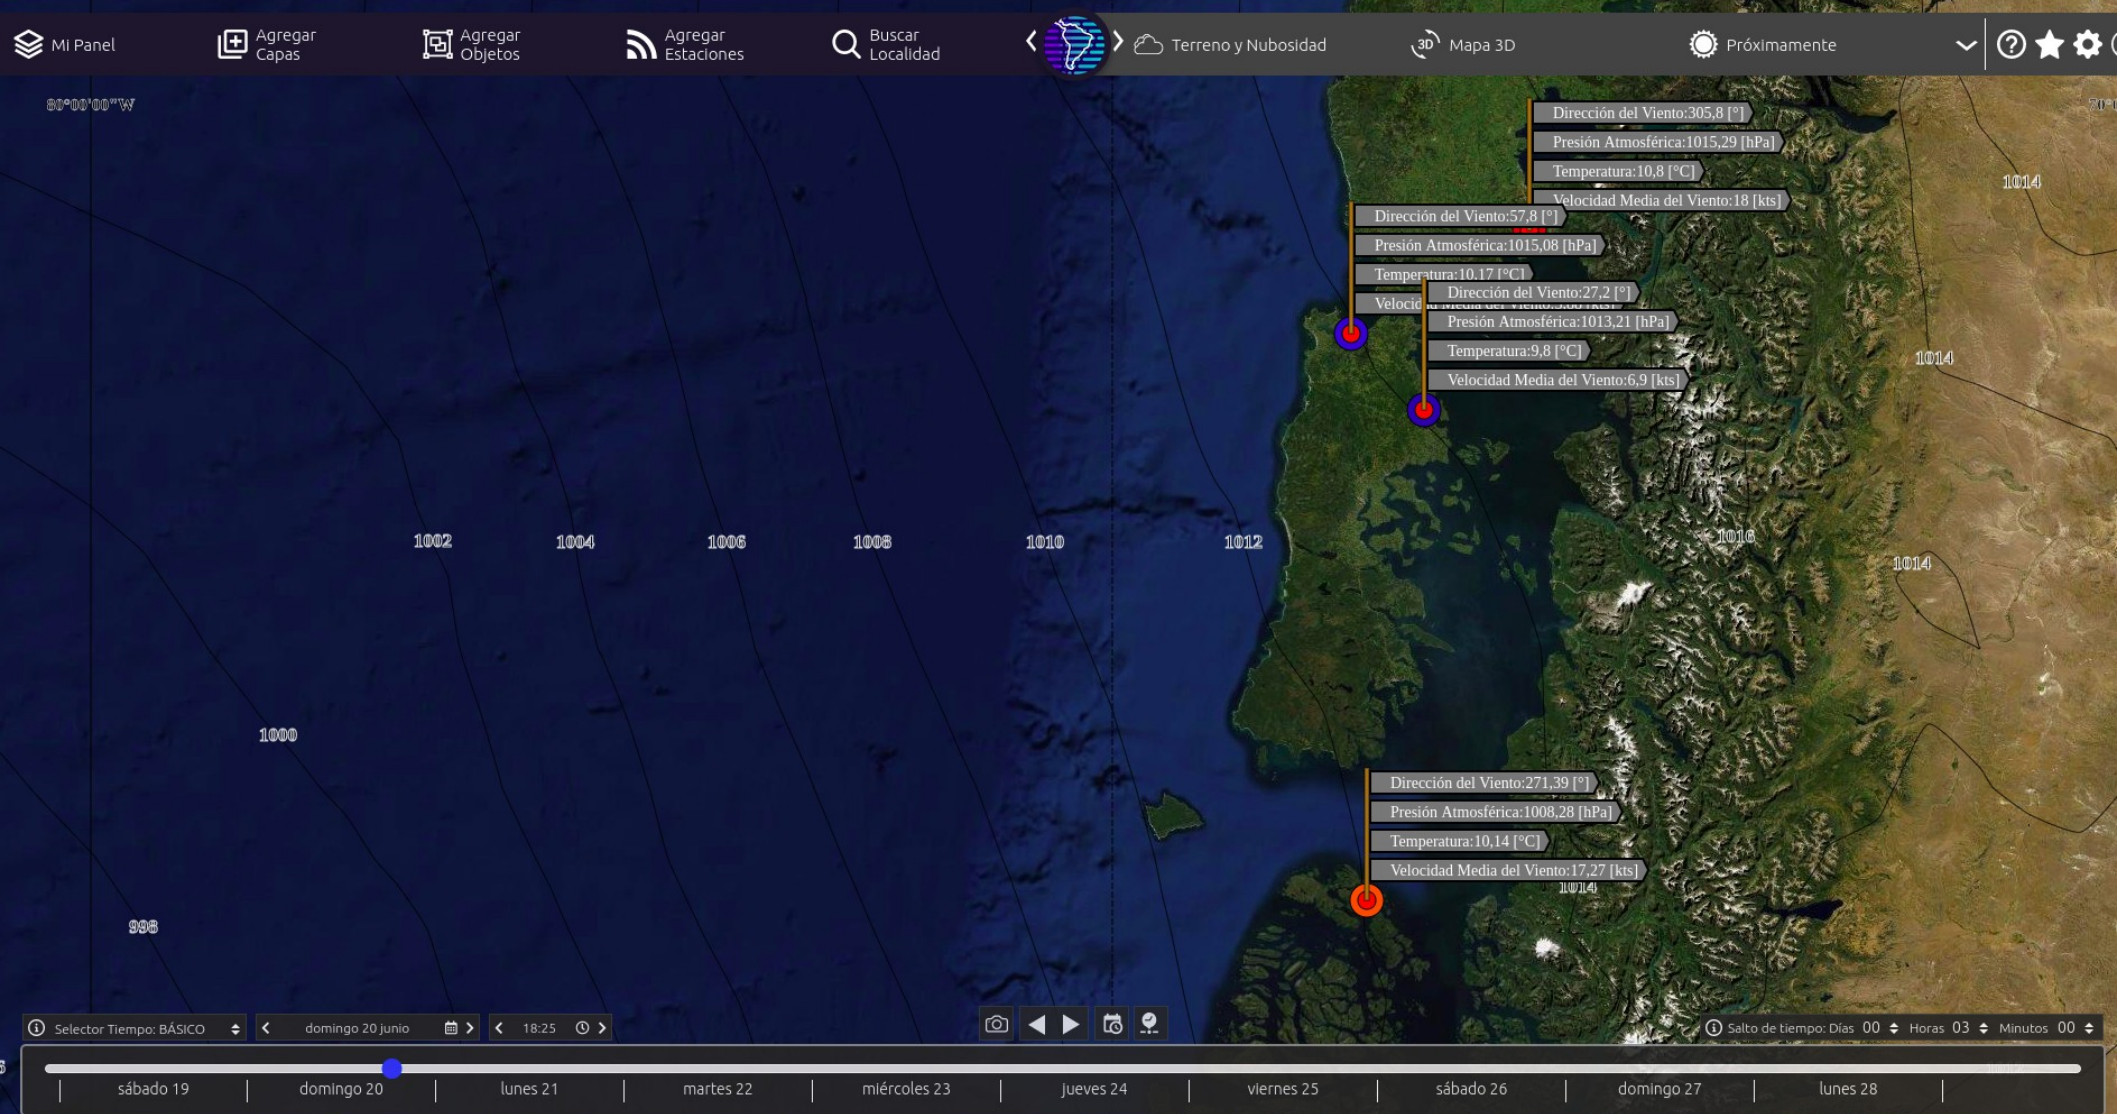 Mi Panel
Agregar
Capas
Agregar
Objetos
Agregar
Estaciones
Buscar
Localidad
Terreno y Nubosidad
3D
Mapa 3D
Próximamente
80°00'00"W
Dirección del Viento:305,8 [°]
Presión Atmosférica:1015,29 [hPa]
Temperatura:10,8 [°C]
Velocidad Media del Viento:18 [kts]
1014
Dirección del Viento:57,8 [°]
Presión Atmosférica:1015,08 [hPa]
Temperatura:10,17 [°C]
Dirección del Viento:27,2 [°]
Presión Atmosférica:1013,21 [hPa]
Temperatura:9,8 [°C]
Velocidad Media del Viento:6,9 [kts]
1014
1002
1004
1006
1008
1010
1012
1016
1014
1000
Dirección del Viento:271,39 [°]
Presión Atmosférica:1008,28 [hPa]
Temperatura:10,14 [°C]
Velocidad Media del Viento:17,27 [kts]
1014
998
Selector Tiempo: BÁSICO
domingo 20 junio
18:25
Salto de tiempo: Días 00 Horas 03 Minutos 00
sábado 19
domingo 20
lunes 21
martes 22
miércoles 23
jueves 24
viernes 25
sábado 26
domingo 27
lunes 28